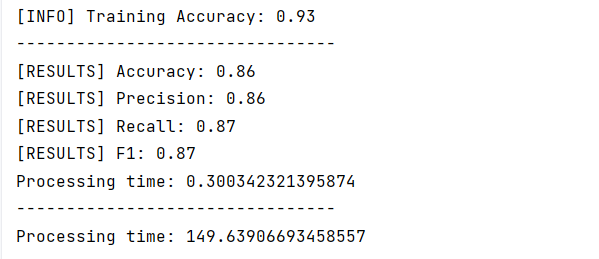 [INFO] Training Accuracy: 0.93
--------------------------------
[RESULTS] Accuracy: 0.86
[RESULTS] Precision: 0.86
[RESULTS] Recall: 0.87
[RESULTS] F1: 0.87
Processing time: 0.300342321395874
--------------------------------
Processing time: 149.63906693458557